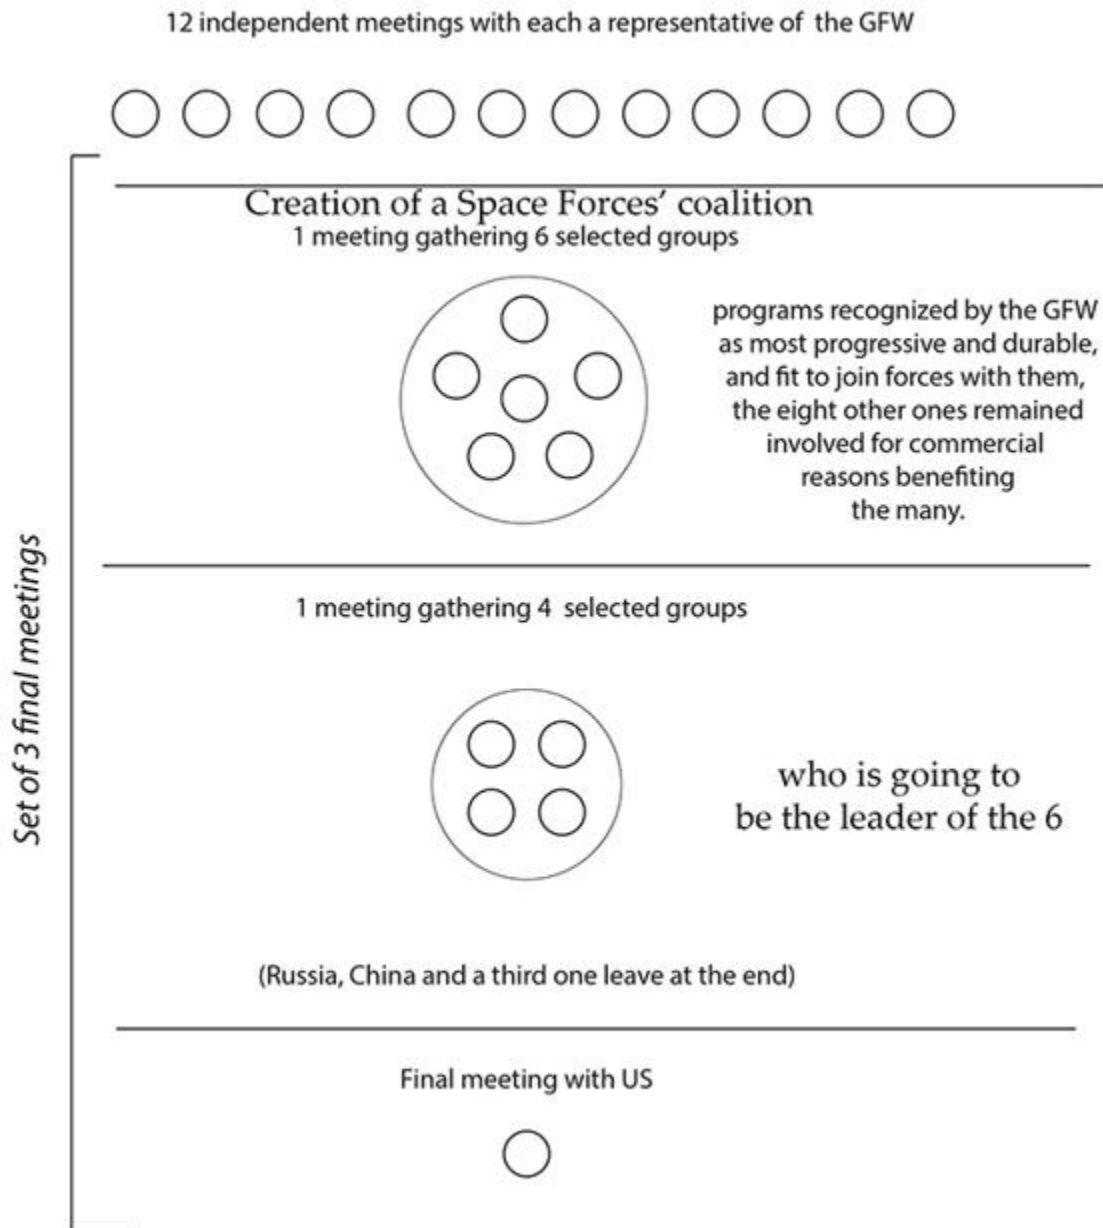 12 independent meetings with each a representative of the GFW
Creation of a Space Forces' coalition
1 meeting gathering 6 selected groups
programs recognized by the GFW
as most progressive and durable,
and fit to join forces with them,
the eight other ones remained
involved for commercial
reasons benefiting
the many.
Set of 3 final meetings
1 meeting gathering 4 selected groups
who is going to
be the leader of the 6
(Russia, China and a third one leave at the end)
Final meeting with US